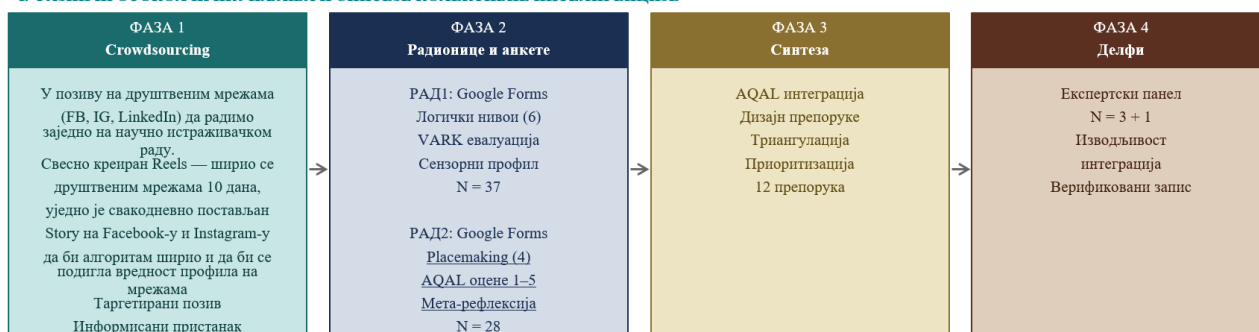 ФАЗА 1
Crowdsourcing
У позиву на друштвеним мрежама
(FB, IG, LinkedIn) да радимо
заједно на научно истраживачком
раду.
Свесно креиран Reels — ширио се
друштвеним мрежама 10 дана,
уједно је свакодневно постављан
Story на Facebook-у и Instagram-у
да би алгоритам ширио и да би се
подигла вредност профила на
мрежама
Таргетирани позив
Информисани пристанак
ФАЗА 2
Радионице и анкете
РАД1: Google Forms
Логички нивои (6)
VARK евалуација
Сензорни профил
N = 37
РАД2: Google Forms
Placemaking (4)
AQAL оцене 1–5
Мета-рефлексија
N = 28
ФАЗА 3
Синтеза
AQAL интеграција
Дизајн препоруке
Триангулација
Приоритизација
12 препорука
ФАЗА 4
Делфи
Експертски панел
N = 3 + 1
Изводљивост
интеграција
Верификовани запис